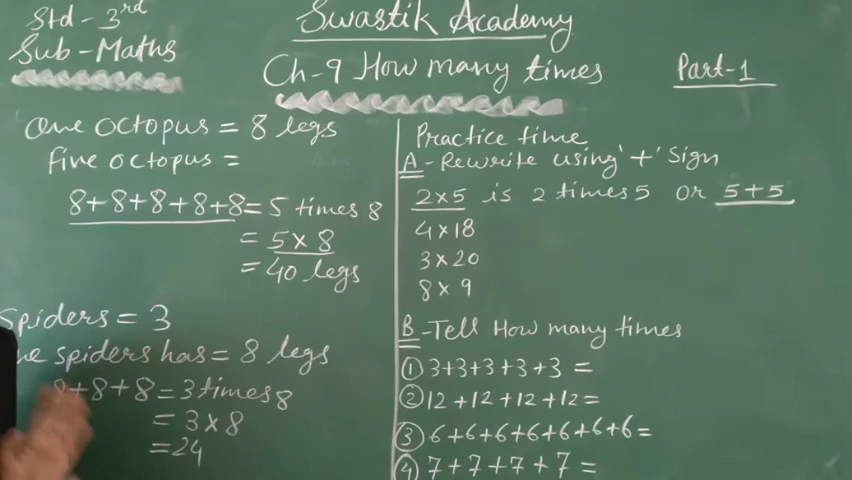 Std - 3rd
Sub - Maths
Swastik Academy
Ch-9 How many times
Part-1
One octopus = 8 legs
five octopus =
8+8+8+8+8 = 5 times 8
= 5 × 8
= 40 legs
Spiders = 3
spiders has = 8 legs
8+8+8 = 3 times 8
= 3 × 8
= 24
Practice time
A - Rewrite using '+' Sign
2×5 is 2 times 5 or 5+5
4×18
3×20
8×9
B - Tell How many times
① 3+3+3+3+3 =
② 12+12+12+12 =
③ 6+6+6+6+6+6+6 =
④ 7+7+7+7 =